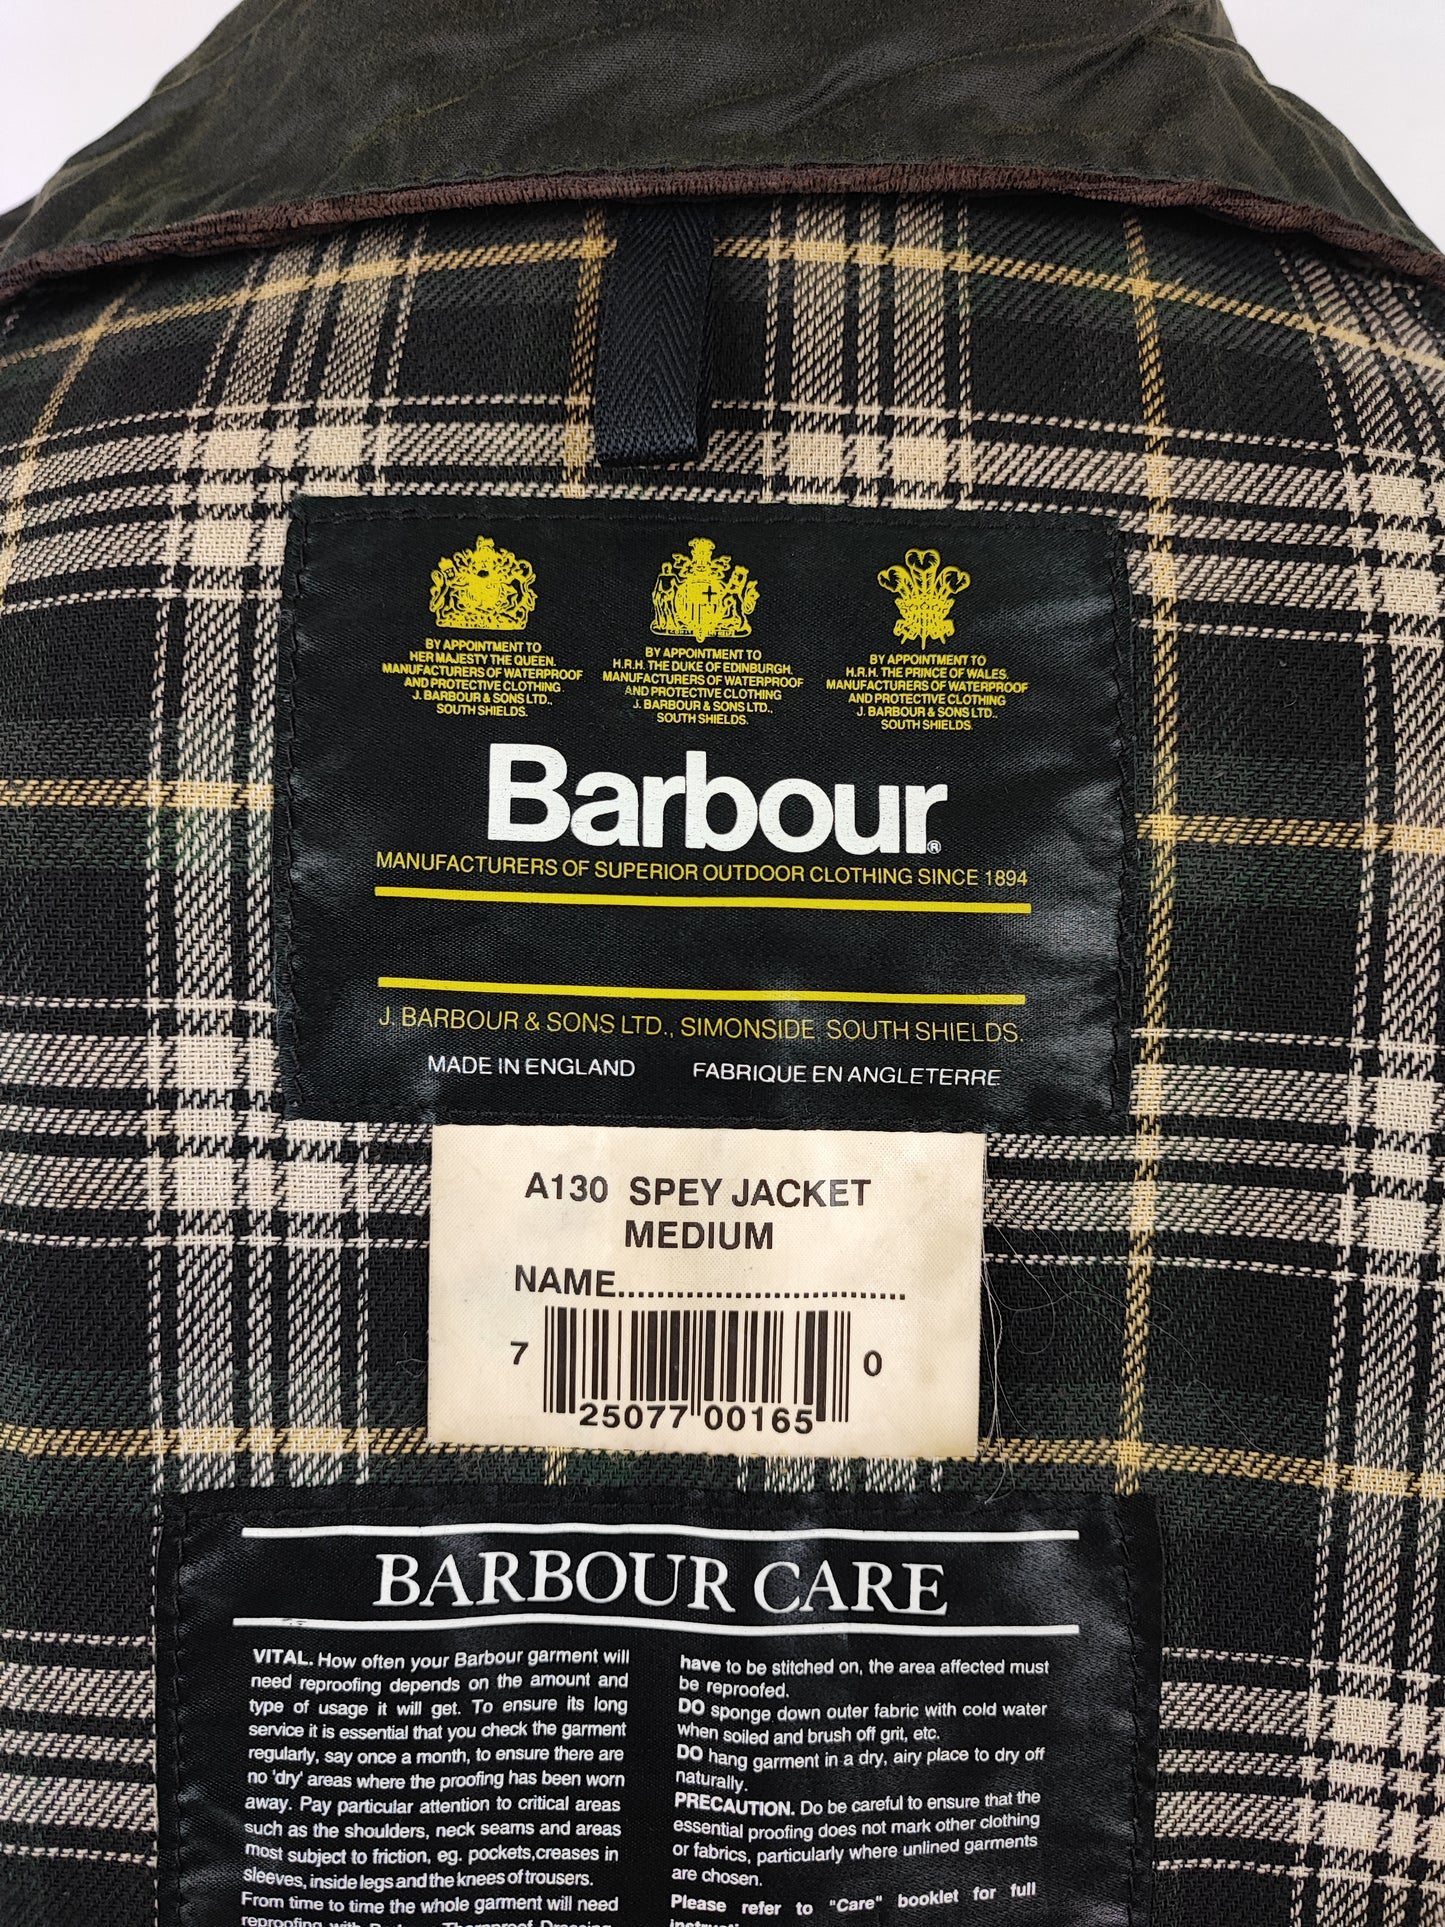 BY APPOINTMENT TO
HER MAJESTY THE QUEEN.
MANUFACTURERS OF WATERPROOF
AND PROTECTIVE CLOTHING.
J. BARBOUR & SONS LTD.,
SOUTH SHIELDS.
BY APPOINTMENT TO
H.R.H. THE DUKE OF EDINBURGH.
MANUFACTURERS OF WATERPROOF
AND PROTECTIVE CLOTHING
J. BARBOUR & SONS LTD.,
SOUTH SHIELDS.
BY APPOINTMENT TO
H.R.H. THE PRINCE OF WALES.
MANUFACTURERS OF WATERPROOF
AND PROTECTIVE CLOTHING
J. BARBOUR & SONS LTD.,
SOUTH SHIELDS.
Barbour®
MANUFACTURERS OF SUPERIOR OUTDOOR CLOTHING SINCE 1894
J. BARBOUR & SONS LTD., SIMONSIDE, SOUTH SHIELDS.
MADE IN ENGLAND FABRIQUE EN ANGLETERRE
A130 SPEY JACKET
MEDIUM
NAME..............................
7 25077 00165 0
BARBOUR CARE
VITAL. How often your Barbour garment will
need reproofing depends on the amount and
type of usage it will get. To ensure its long
service it is essential that you check the garment
regularly, say once a month, to ensure there are
no 'dry' areas where the proofing has been worn
away. Pay particular attention to critical areas
such as the shoulders, neck seams and areas
most subject to friction, eg. pockets,creases in
sleeves, inside legs and the knees of trousers.
From time to time the whole garment will need
reproofing with Thornproof Dressing
have to be stitched on, the area affected must
be reproofed.
DO sponge down outer fabric with cold water
when soiled and brush off grit, etc.
DO hang garment in a dry, airy place to dry off
naturally.
PRECAUTION. Do be careful to ensure that the
essential proofing does not mark other clothing
or fabrics, particularly where unlined garments
are chosen.
Please refer to "Care" booklet for full